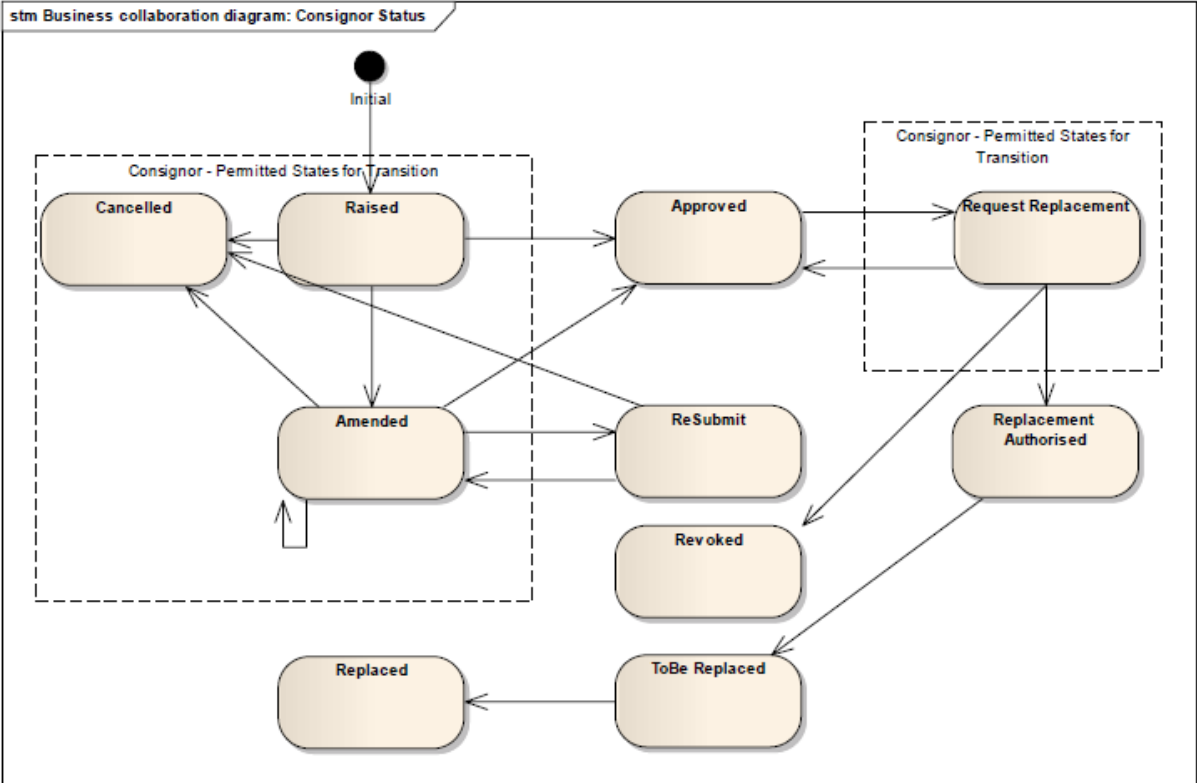 stm Business collaboration diagram: Consignor Status
Initial
Consignor - Permitted States for
Transition
Consignor - Permitted States for Transition
Cancelled
Raised
Approved
Request Replacement
Amended
ReSubmit
Replacement
Authorised
Revoked
Replaced
ToBe Replaced